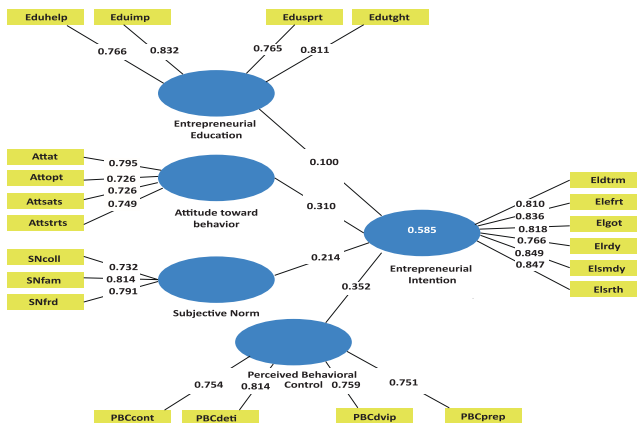 Eduhelp
Eduimp
Edusprt
Edutght
0.766
0.832
0.765
0.811
Entrepreneurial
Education
0.100
Attat
Attopt
Attsats
Attstrts
0.795
0.726
0.726
0.749
Attitude toward
behavior
0.310
SNcoll
SNfam
SNfrd
0.732
0.814
0.791
Subjective Norm
0.214
0.585
Entrepreneurial
Intention
0.352
Eldtrm
Elefrt
Elgot
Elrdy
Elsmdy
Elsrth
0.810
0.836
0.818
0.766
0.849
0.847
Perceived Behavioral
Control
0.754
0.814
0.759
0.751
PBCcont
PBCdeti
PBCdvip
PBCprep